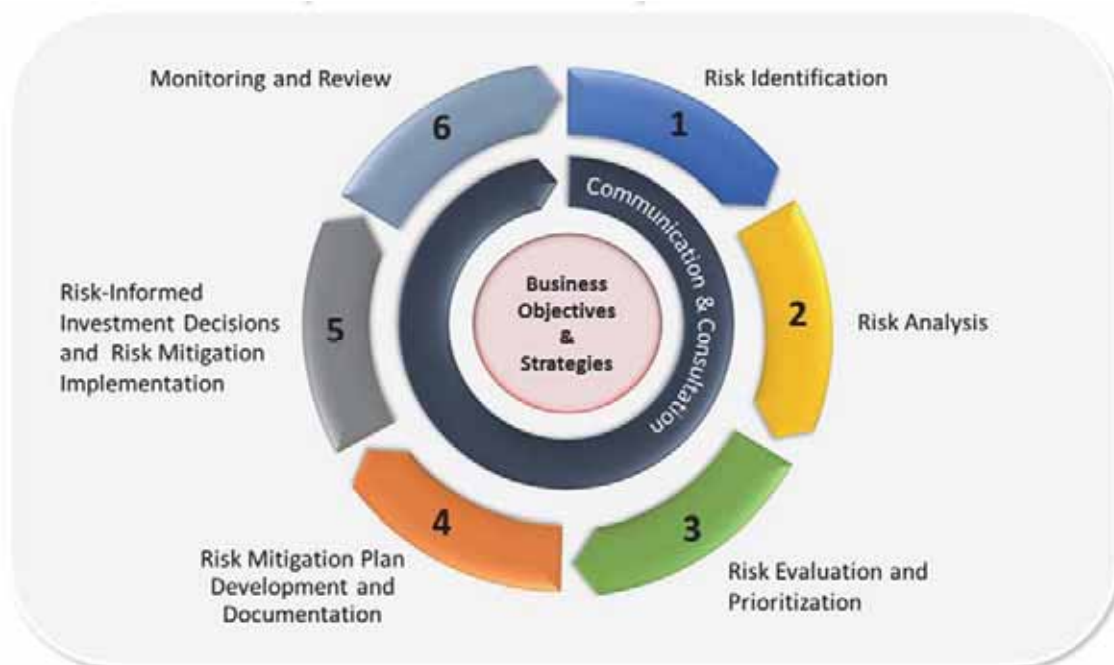 1
Risk Identification
2
Risk Analysis
3
Risk Evaluation and
Prioritization
4
Risk Mitigation Plan
Development and
Documentation
5
Risk-Informed
Investment Decisions
and Risk Mitigation
Implementation
6
Monitoring and Review
Communication & Consultation
Business
Objectives
&
Strategies